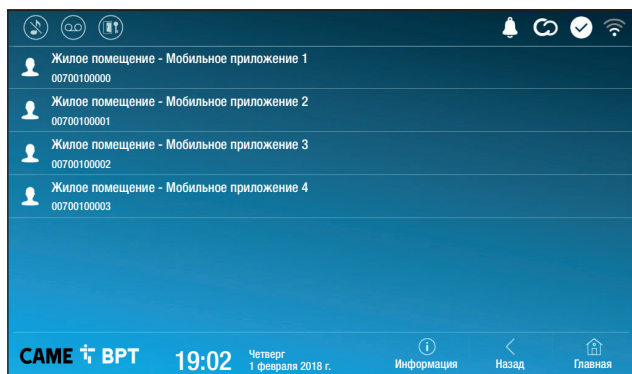 Жилое помещение - Мобильное приложение 1
00700100000
Жилое помещение - Мобильное приложение 2
00700100001
Жилое помещение - Мобильное приложение 3
00700100002
Жилое помещение - Мобильное приложение 4
00700100003
CAME BPT
19:02
Четверг
1 февраля 2018 г.
Информация
Назад
Главная